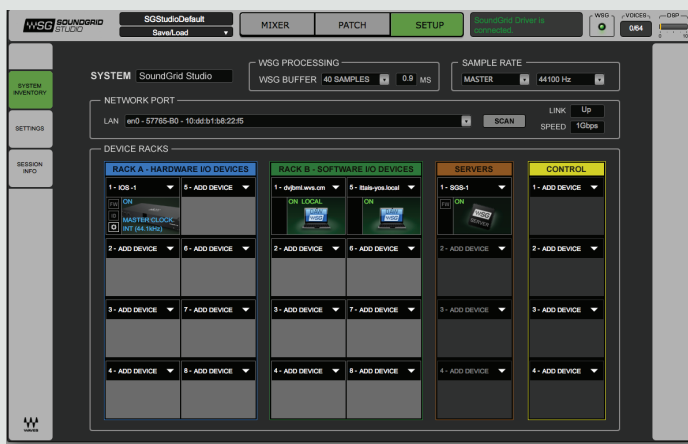 WSG SOUNDGRID STUDIO
SGStudioDefault
Save/Load
MIXER
PATCH
SETUP
SoundGrid Driver is
connected.
WSG
VOICES
0/64
DSP
0
SYSTEM
INVENTORY
SETTINGS
SESSION
INFO
WAVES
SYSTEM SoundGrid Studio
WSG PROCESSING
WSG BUFFER 40 SAMPLES 0.9 MS
SAMPLE RATE
MASTER 44100 Hz
NETWORK PORT
LAN en0 - 57765-B0 - 10:dd:b1:b8:22:f5
SCAN
LINK Up
SPEED 1Gbps
DEVICE RACKS
RACK A - HARDWARE I/O DEVICES
RACK B - SOFTWARE I/O DEVICES
SERVERS
CONTROL
1 - IOS -1
5 - ADD DEVICE
1 - dvjbml.wvs.cm
5 - Ittais-yos.local
1 - SGS-1
1 - ADD DEVICE
FW
ID
ON
MASTER CLOCK
INT (44.1kHz)
ON LOCAL
WSG
ON
WSG
FW
ON
WSG
SERVER
2 - ADD DEVICE
6 - ADD DEVICE
2 - ADD DEVICE
6 - ADD DEVICE
2 - ADD DEVICE
2 - ADD DEVICE
3 - ADD DEVICE
7 - ADD DEVICE
3 - ADD DEVICE
7 - ADD DEVICE
3 - ADD DEVICE
3 - ADD DEVICE
4 - ADD DEVICE
8 - ADD DEVICE
4 - ADD DEVICE
8 - ADD DEVICE
4 - ADD DEVICE
4 - ADD DEVICE